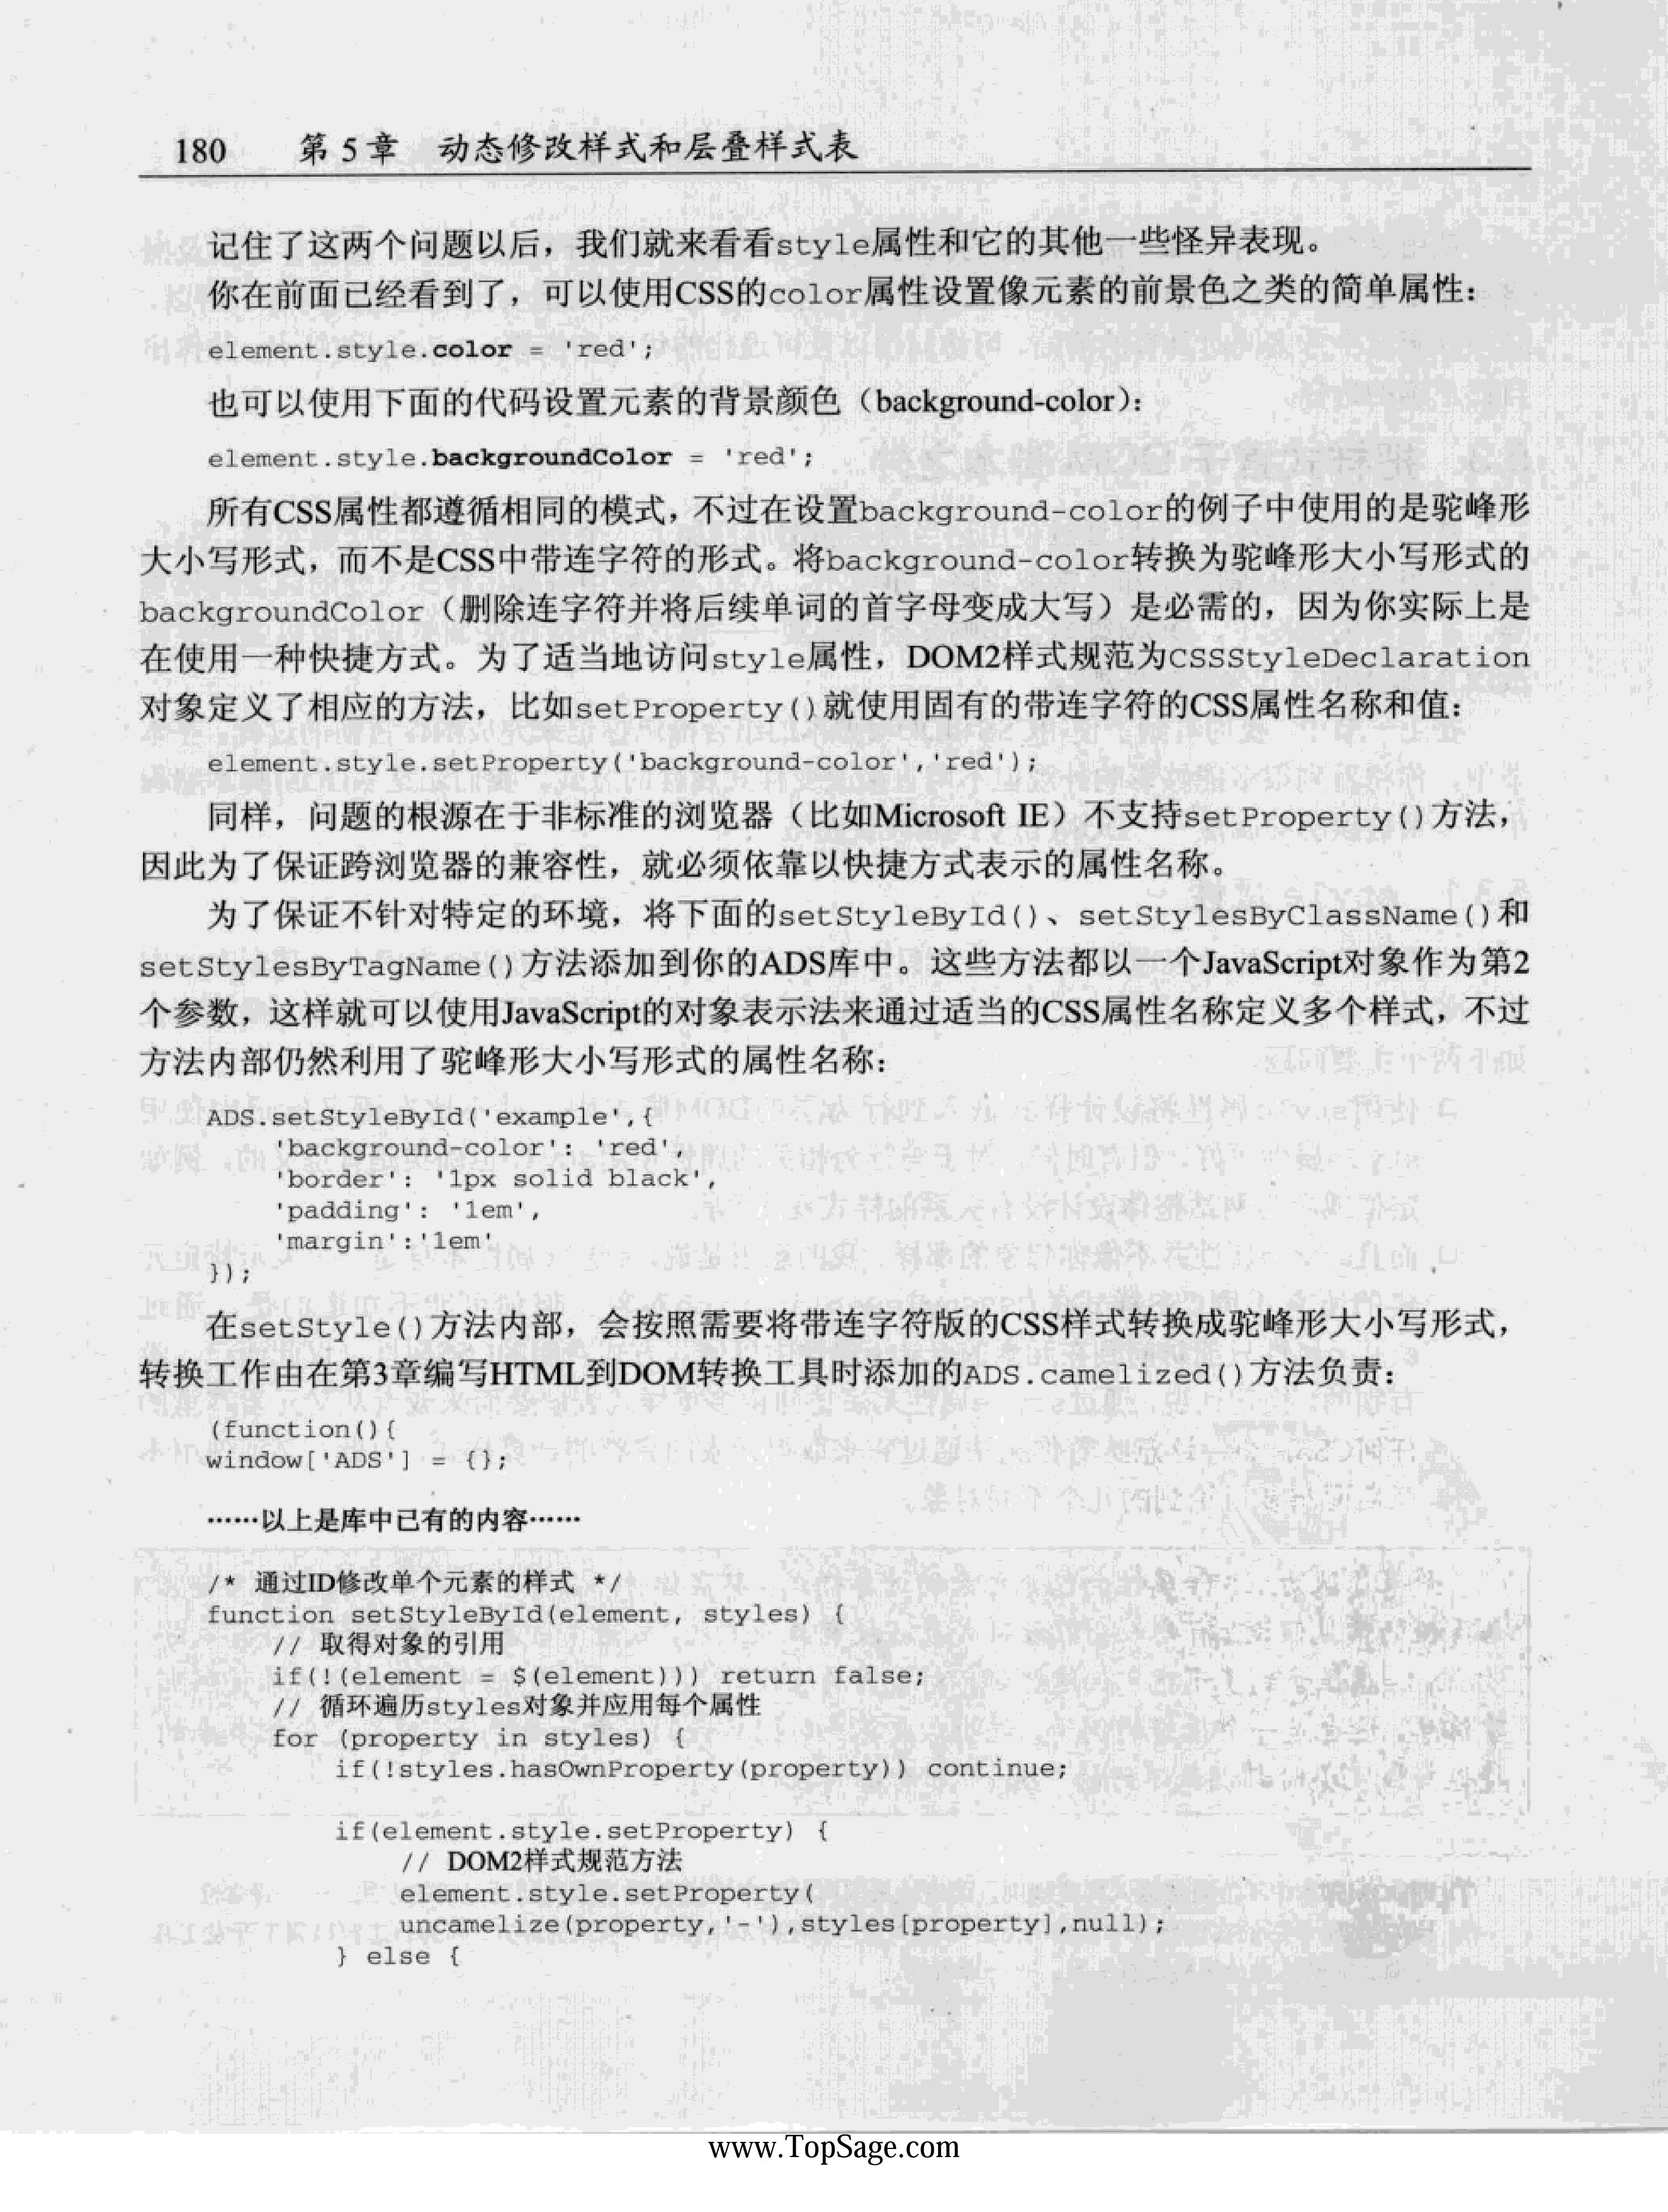 180 第 5 章 动态修改样式和层叠样式表
记住了这两个问题以后，我们就来看看style属性和它的其他一些怪异表现。
你在前面已经看到了，可以使用CSS的color属性设置像元素的前景色之类的简单属性：
element.style.color = 'red';
也可以使用下面的代码设置元素的背景颜色（background-color）：
element.style.backgroundColor = 'red';
所有CSS属性都遵循相同的模式，不过在设置background-color的例子中使用的是驼峰形
大小写形式，而不是CSS中带连字符的形式。将background-color转换为驼峰形大小写形式的
backgroundColor（删除连字符并将后续单词的首字母变成大写）是必需的，因为你实际上是
在使用一种快捷方式。为了适当地访问style属性，DOM2样式规范为CSSStyleDeclaration
对象定义了相应的方法，比如setProperty()就使用固有的带连字符的CSS属性名称和值：
element.style.setProperty('background-color','red');
同样，问题的根源在于非标准的浏览器（比如Microsoft IE）不支持setProperty()方法，
因此为了保证跨浏览器的兼容性，就必须依靠以快捷方式表示的属性名称。
为了保证不针对特定的环境，将下面的setStyleById()、setStylesByClassName()和
setStylesByTagName()方法添加到你的ADS库中。这些方法都以一个JavaScript对象作为第2
个参数，这样就可以使用JavaScript的对象表示法来通过适当的CSS属性名称定义多个样式，不过
方法内部仍然利用了驼峰形大小写形式的属性名称：
ADS.setStyleById('example',{
'background-color': 'red',
'border': '1px solid black',
'padding': '1em',
'margin':'1em'
});
在setStyle()方法内部，会按照需要将带连字符版的CSS样式转换成驼峰形大小写形式，
转换工作由在第3章编写HTML到DOM转换工具时添加的ADS.camelized()方法负责：
(function(){
window['ADS'] = {};
……以上是库中已有的内容……
/* 通过ID修改单个元素的样式 */
function setStyleById(element, styles) {
// 取得对象的引用
if(!(element = $(element))) return false;
// 循环遍历styles对象并应用每个属性
for (property in styles) {
if(!styles.hasOwnProperty(property)) continue;
if(element.style.setProperty) {
// DOM2样式规范方法
element.style.setProperty(
uncamelize(property,'-'),styles[property],null);
} else {
www.TopSage.com